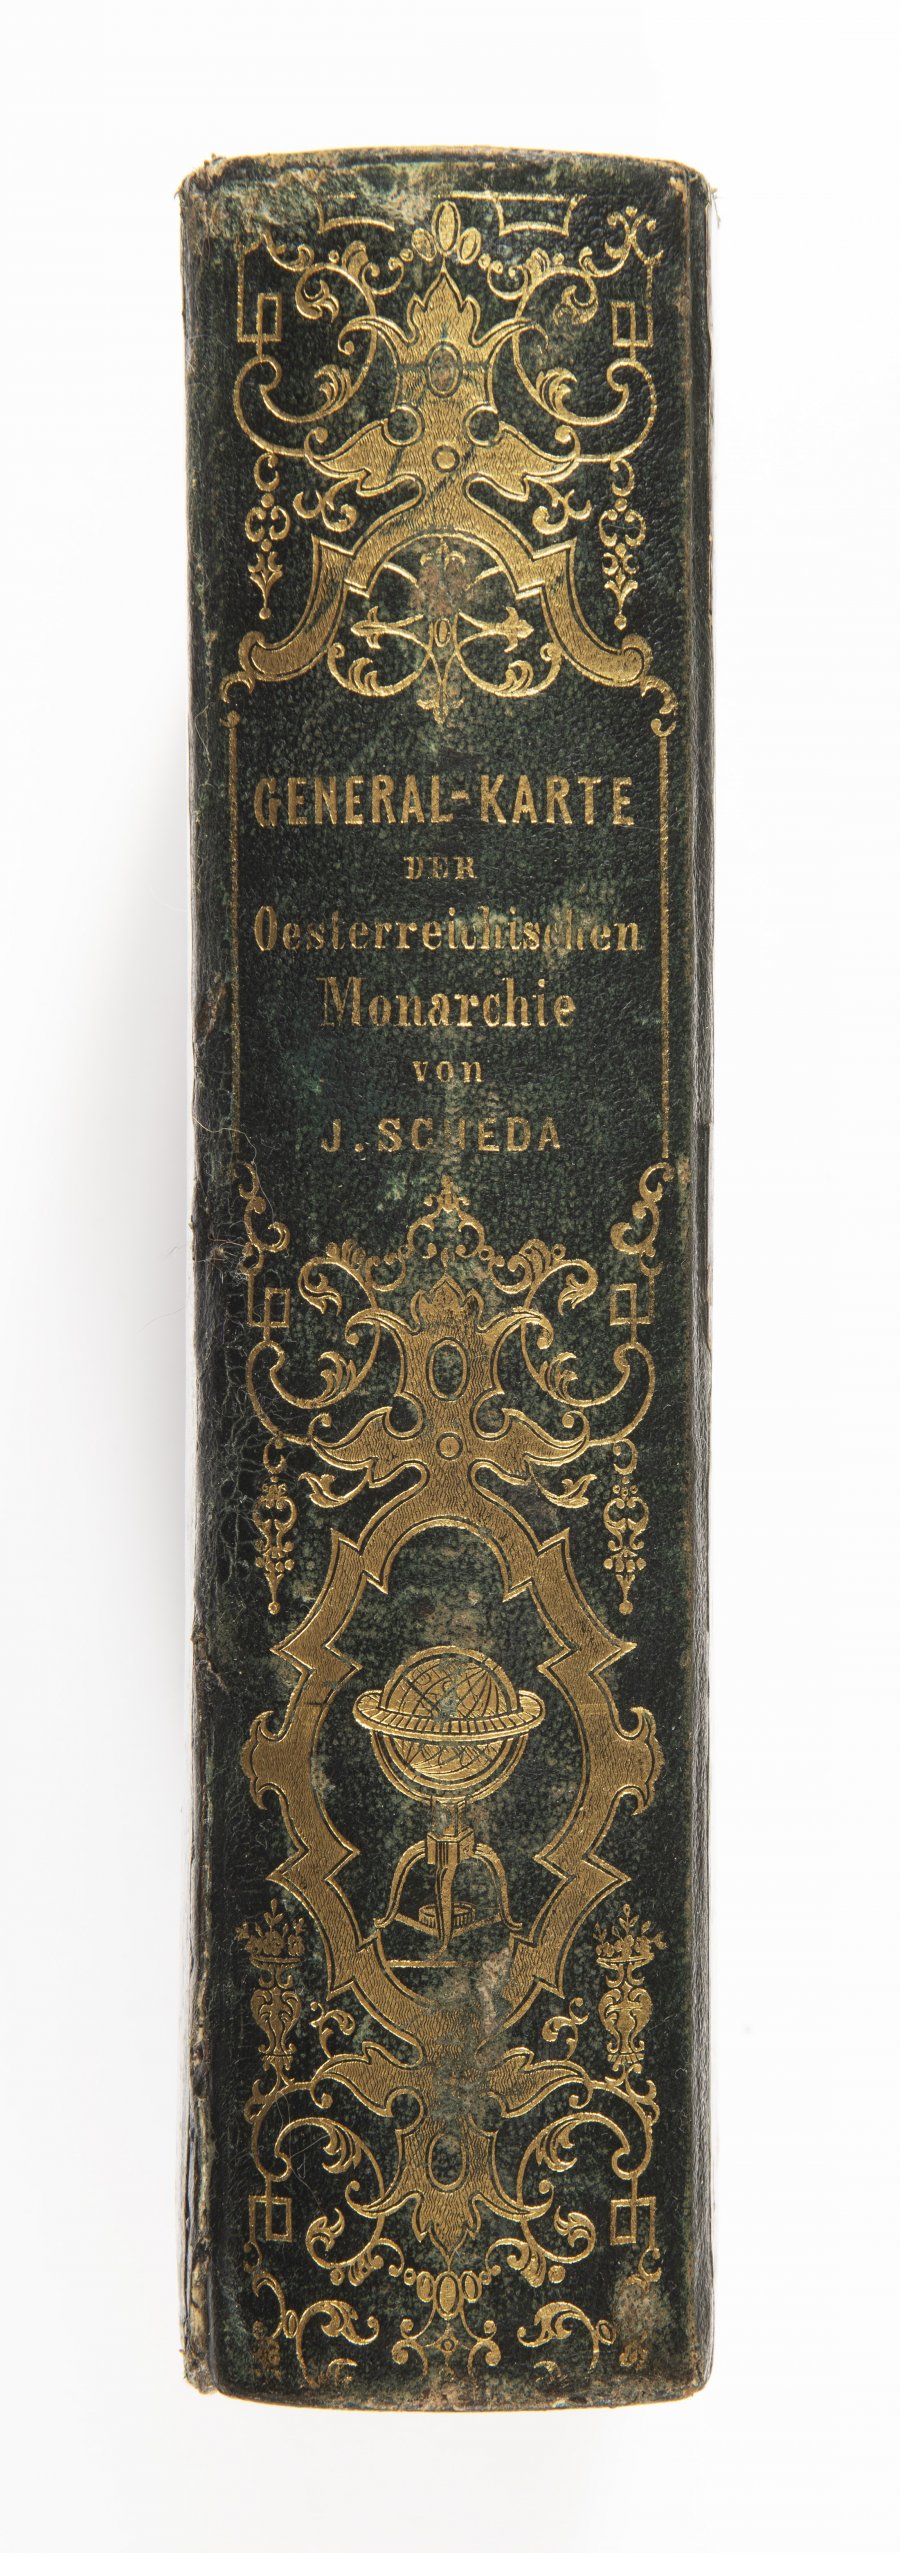 GENERAL-KARTE
DER
Oesterreichischen
Monarchie
von
J. SCHEDA